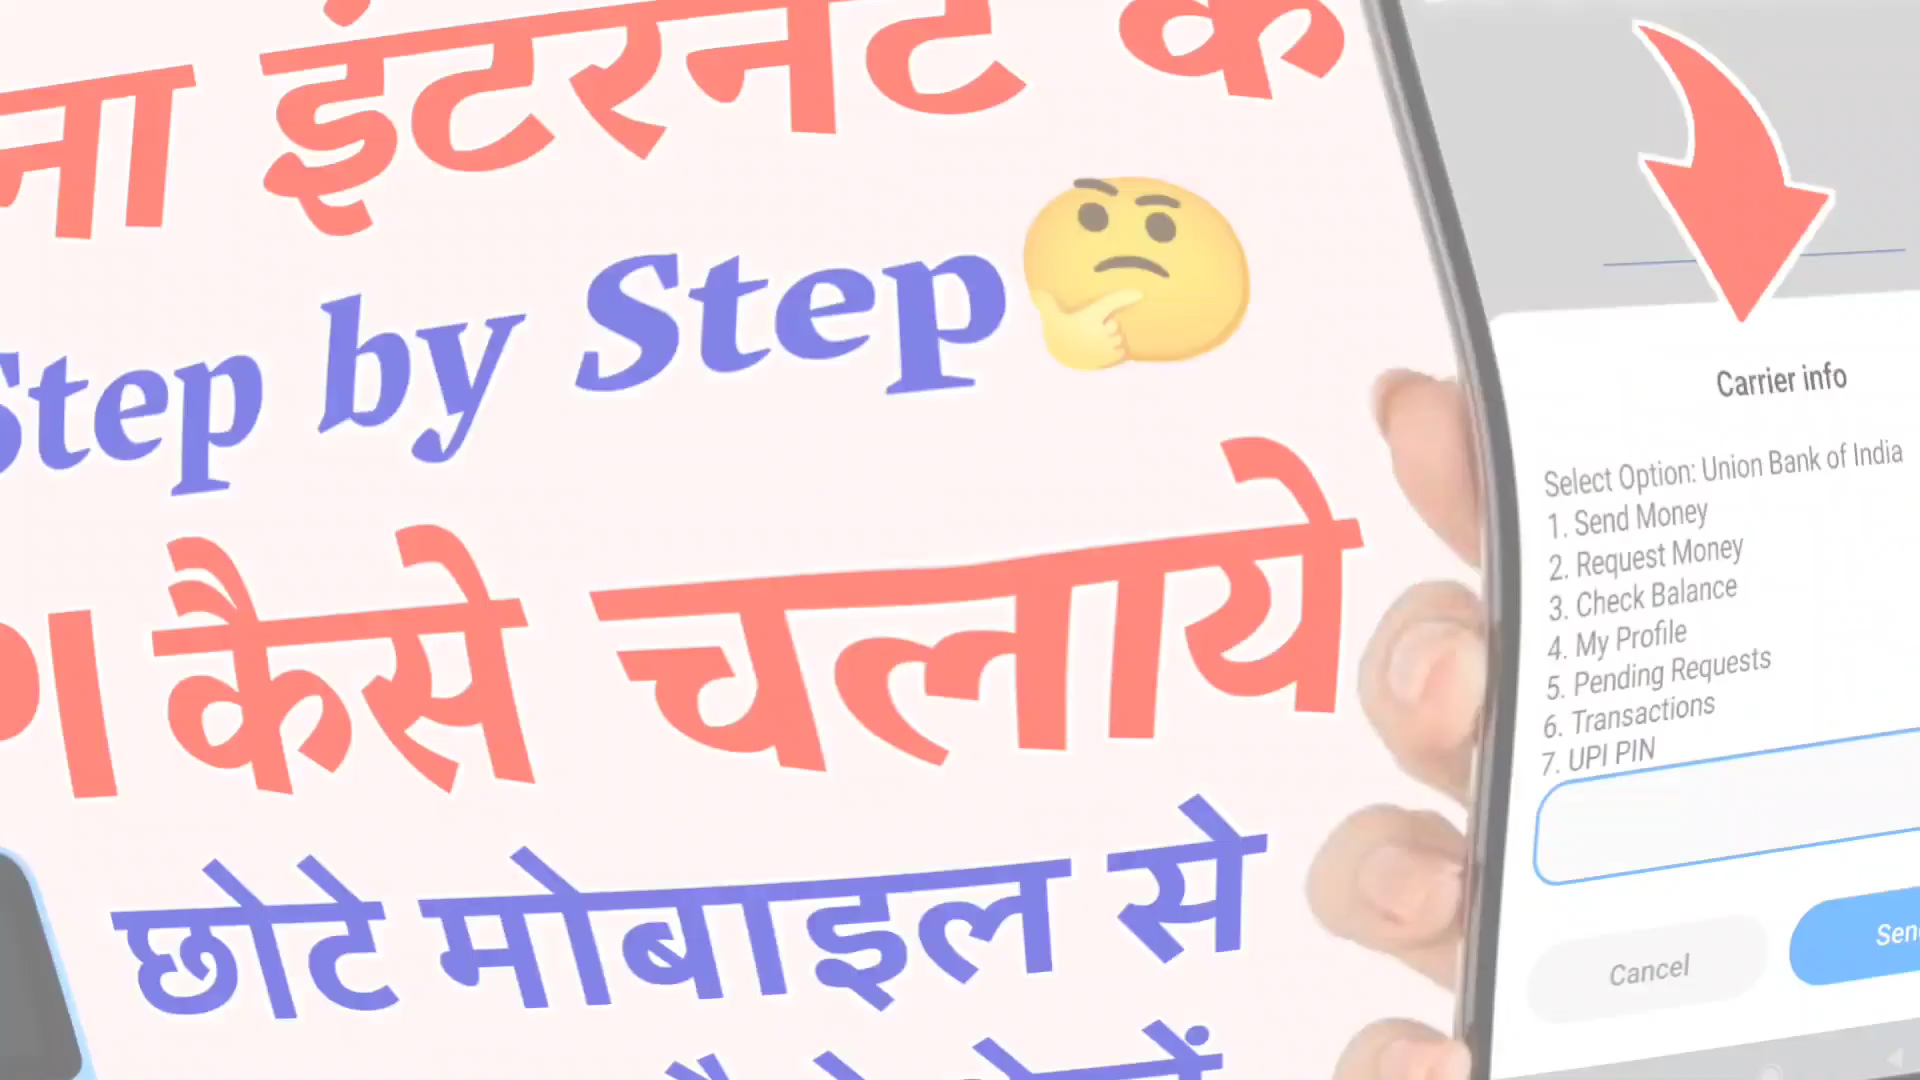 इंटरनेट के
Step by Step
कैसे चलाये
छोटे मोबाइल से
Carrier info
Select Option: Union Bank of India
1. Send Money
2. Request Money
3. Check Balance
4. My Profile
5. Pending Requests
6. Transactions
7. UPI PIN
Cancel